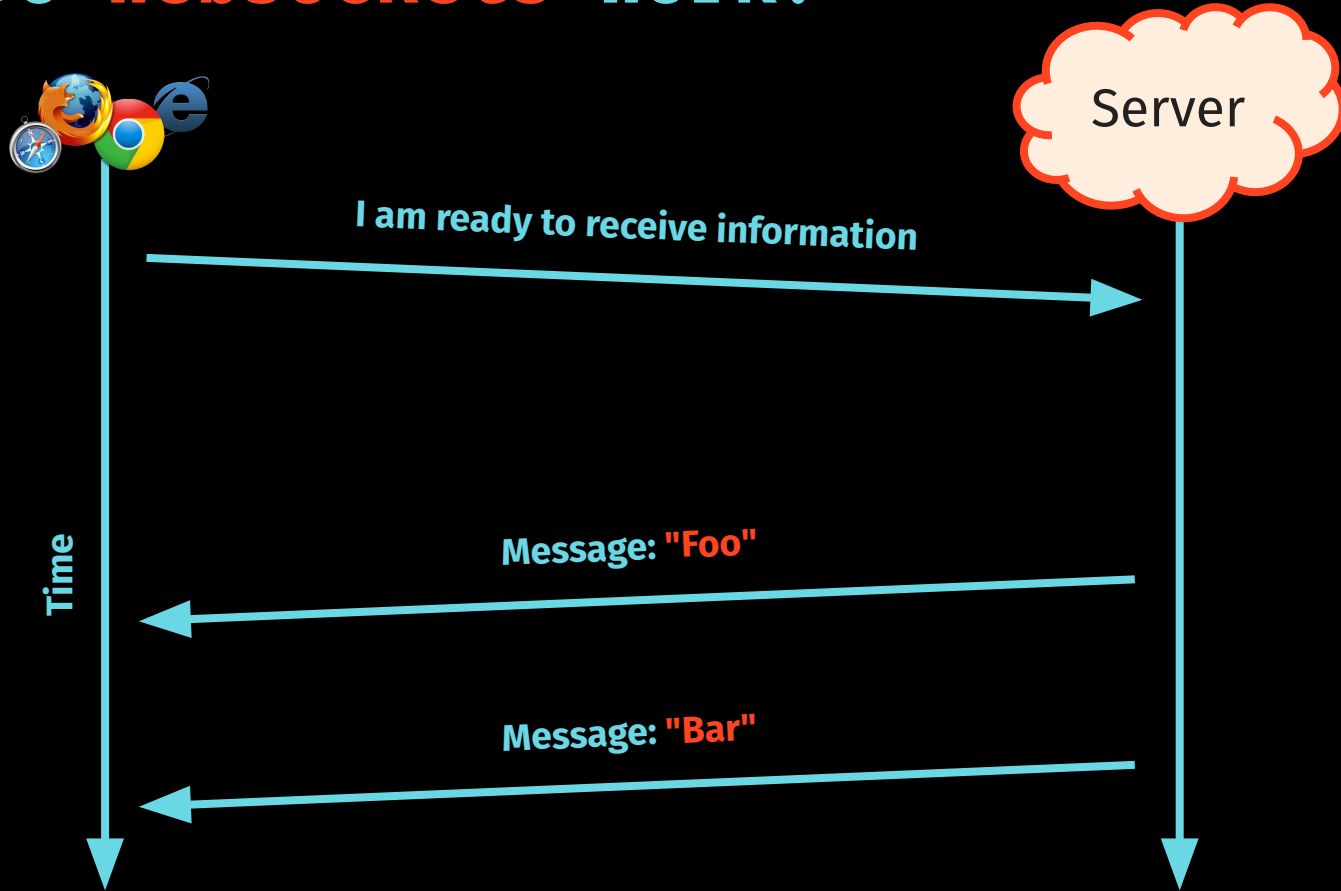 Server
I am ready to receive information
Message: "Foo"
Time
Message: "Bar"